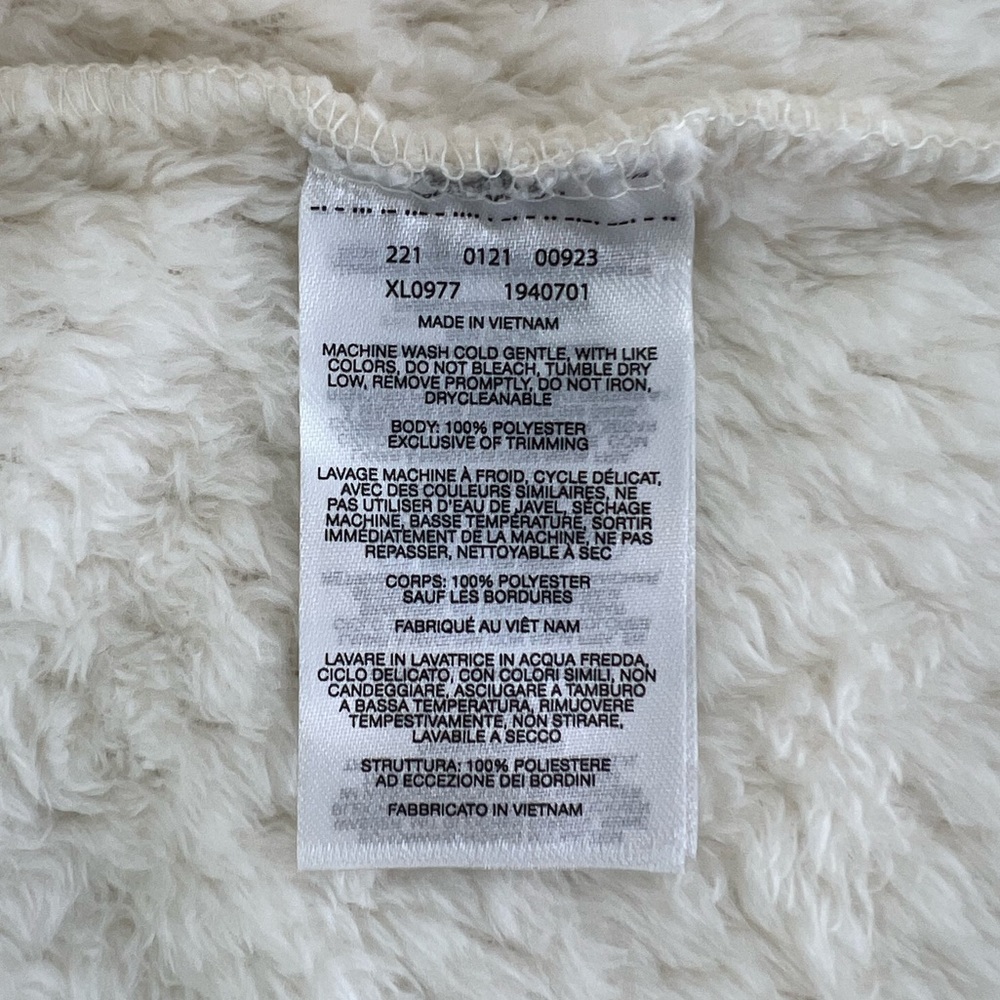 221 0121 00923
XL0977 1940701
MADE IN VIETNAM
MACHINE WASH COLD GENTLE, WITH LIKE
COLORS, DO NOT BLEACH, TUMBLE DRY
LOW, REMOVE PROMPTLY, DO NOT IRON,
DRYCLEANABLE
BODY: 100% POLYESTER
EXCLUSIVE OF TRIMMING
LAVAGE MACHINE À FROID, CYCLE DÉLICAT,
AVEC DES COULEURS SIMILAIRES, NE
PAS UTILISER D'EAU DE JAVEL, SÉCHAGE
MACHINE, BASSE TEMPÉRATURE, SORTIR
IMMÉDIATEMENT DE LA MACHINE, NE PAS
REPASSER, NETTOYABLE À SEC
CORPS: 100% POLYESTER
SAUF LES BORDURES
FABRIQUÉ AU VIÊT NAM
LAVARE IN LAVATRICE IN ACQUA FREDDA,
CICLO DELICATO, CON COLORI SIMILI, NON
CANDEGGIARE, ASCIUGARE A TAMBURO
A BASSA TEMPERATURA, RIMUOVERE
TEMPESTIVAMENTE, NON STIRARE,
LAVABILE A SECCO
STRUTTURA: 100% POLIESTERE
AD ECCEZIONE DEI BORDINI
FABBRICATO IN VIETNAM